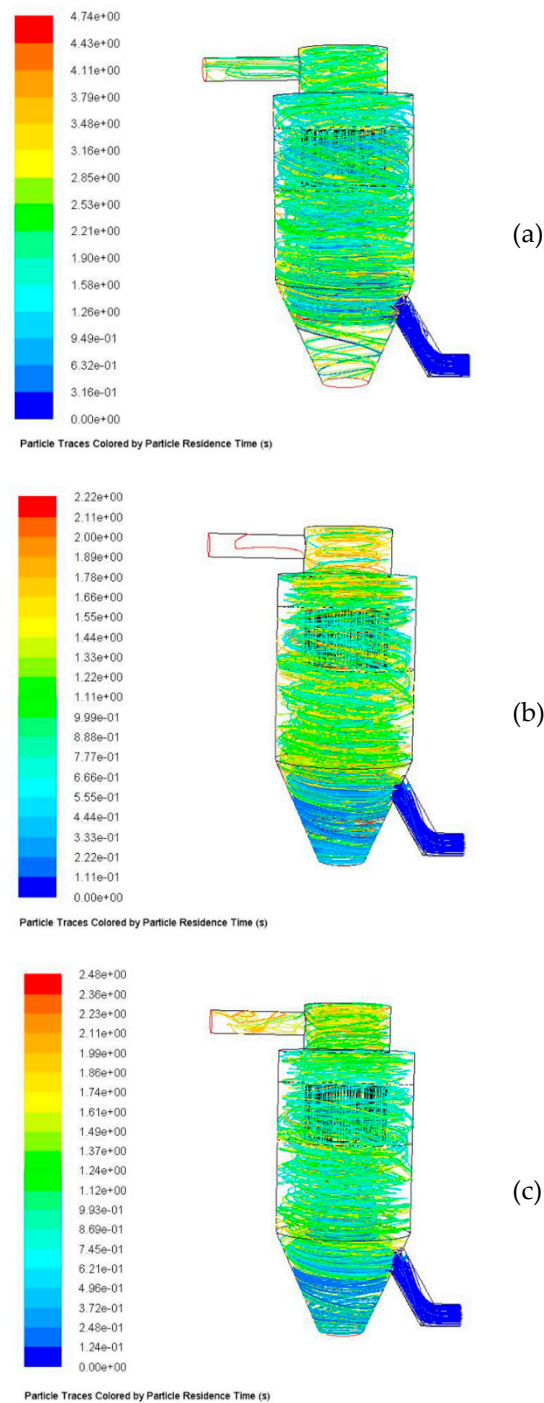 4.74e+00
4.43e+00
4.11e+00
3.79e+00
3.48e+00
3.16e+00
2.85e+00
2.53e+00
2.21e+00
1.90e+00
1.58e+00
1.26e+00
9.49e-01
6.32e-01
3.16e-01
0.00e+00
(a)
Particle Traces Colored by Particle Residence Time (s)
2.22e+00
2.11e+00
2.00e+00
1.89e+00
1.78e+00
1.66e+00
1.55e+00
1.44e+00
1.33e+00
1.22e+00
1.11e+00
9.99e-01
8.88e-01
7.77e-01
6.66e-01
5.55e-01
4.44e-01
3.33e-01
2.22e-01
1.11e-01
0.00e+00
(b)
Particle Traces Colored by Particle Residence Time (s)
2.48e+00
2.36e+00
2.23e+00
2.11e+00
1.99e+00
1.86e+00
1.74e+00
1.61e+00
1.49e+00
1.37e+00
1.24e+00
1.12e+00
9.93e-01
8.69e-01
7.45e-01
6.21e-01
4.96e-01
3.72e-01
2.48e-01
1.24e-01
0.00e+00
(c)
Particle Traces Colored by Particle Residence Time (s)